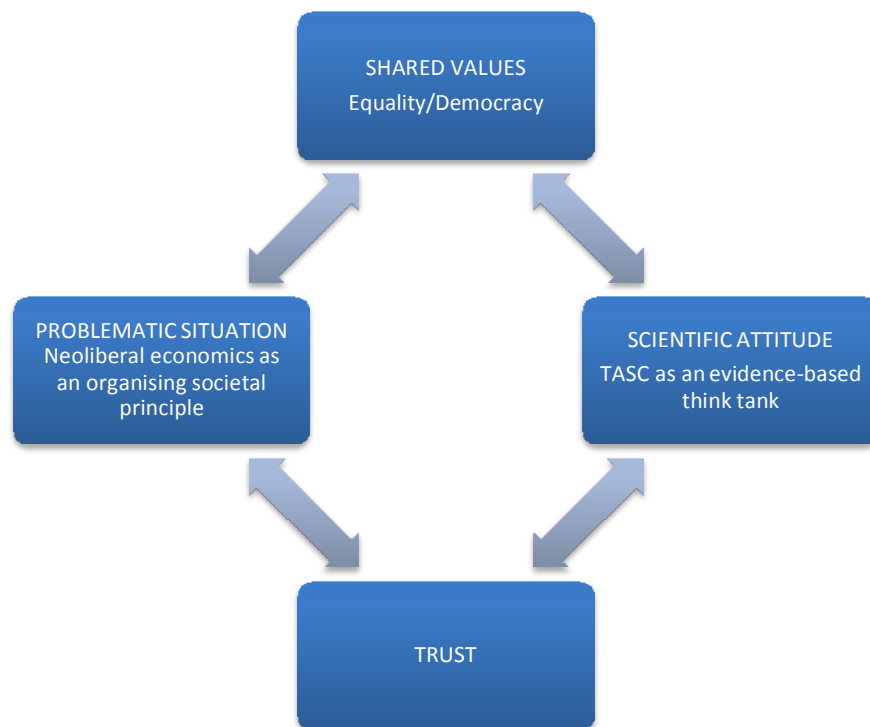 SHARED VALUES
Equality/Democracy
PROBLEMATIC SITUATION
Neoliberal economics as
an organising societal
principle
SCIENTIFIC ATTITUDE
TASC as an evidence-based
think tank
TRUST